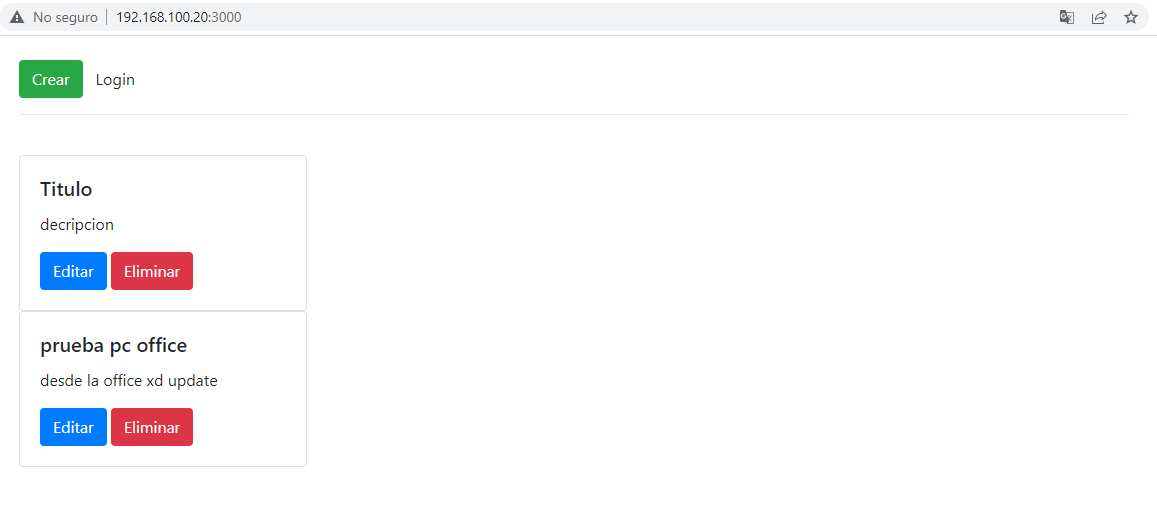 No seguro 192.168.100.20:3000
Crear Login
Titulo
decripcion
Editar Eliminar
prueba pc office
desde la office xd update
Editar Eliminar